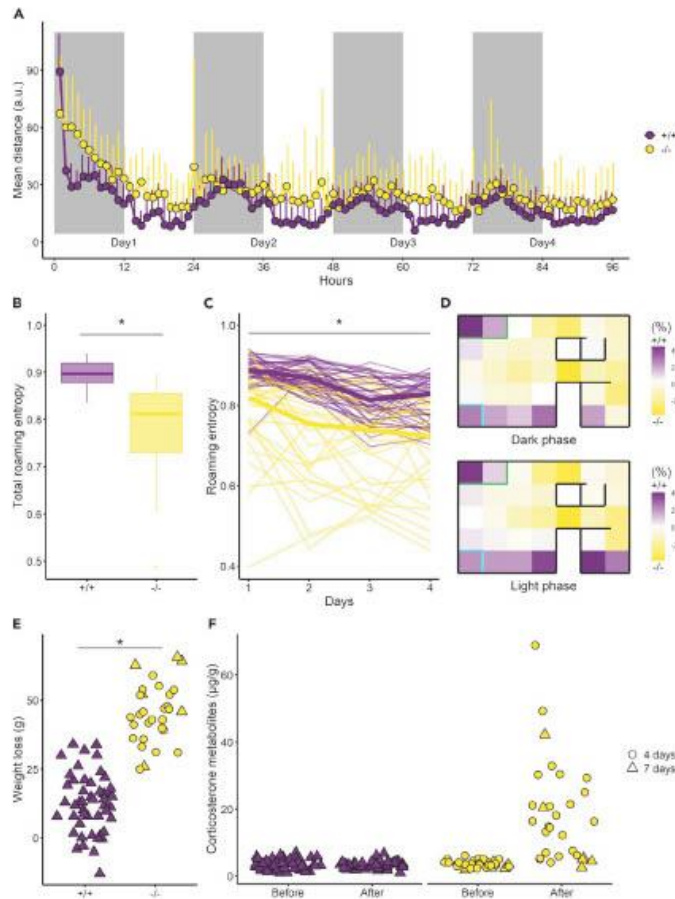 A
Mean distance (a.u.)
90
60
30
0
Day1
Day2
Day3
Day4
0
12
24
36
48
60
72
84
96
Hours
+/+
-/-
B
Total roaming entropy
1.0
0.9
0.8
0.7
0.6
0.5
*
+/+
-/-
C
Roaming entropy
1.0
0.8
0.6
0.4
*
1
2
3
4
Days
D
(%)
+/+
-/-
Dark phase
(%)
+/+
-/-
Light phase
E
Weight loss (g)
50
25
0
*
+/+
-/-
F
Corticosterone metabolites (µg/g)
60
40
20
0
Before
After
Before
After
4 days
7 days